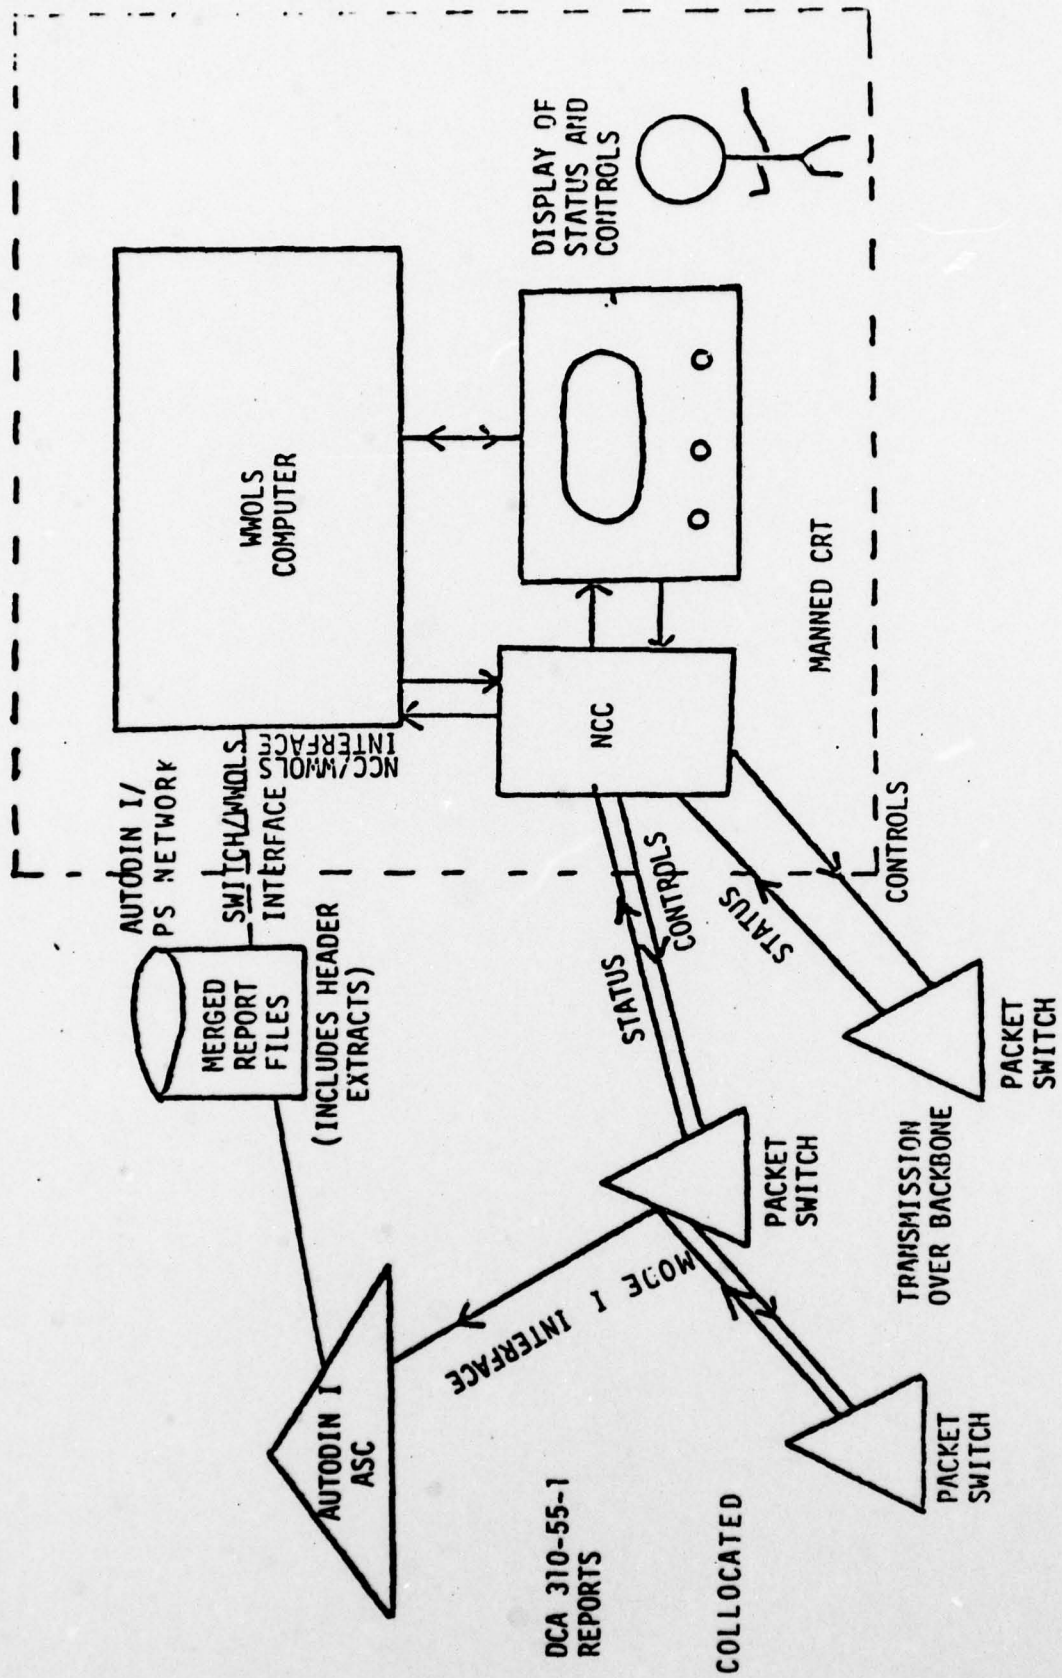 AUTODIN I
ASC
MERGED
REPORT
FILES
(INCLUDES HEADER
EXTRACTS)
AUTODIN I/
PS NETWORK
SWITCH/WWOLS
INTERFACE
NCC/WWOLS
INTERFACE
WWOLS
COMPUTER
DCA 310-55-1
REPORTS
MODE I INTERFACE
STATUS
CONTROLS
NCC
DISPLAY OF
STATUS AND
CONTROLS
COLLOCATED
PACKET
SWITCH
STATUS
CONTROLS
MANNED CRT
PACKET
SWITCH
TRANSMISSION
OVER BACKBONE
PACKET
SWITCH